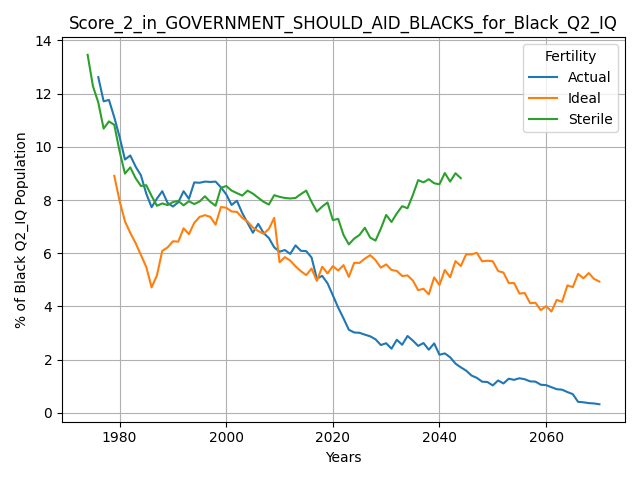 Score_2_in_GOVERNMENT_SHOULD_AID_BLACKS_for_Black_Q2_IQ
Fertility
Actual
Ideal
Sterile
% of Black Q2_IQ Population
14
12
10
8
6
4
2
0
1980 2000 2020 2040 2060
Years